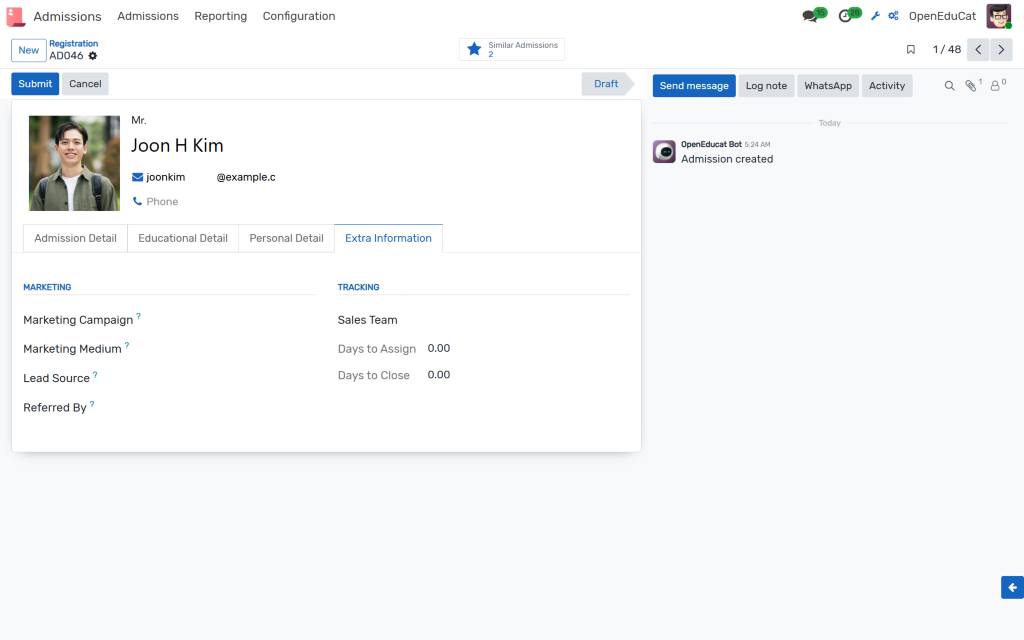 Admissions Admissions Reporting Configuration 15 28 OpenEduCat
New Registration Similar Admissions 1 / 48
AD046 2
Submit Cancel Draft Send message Log note WhatsApp Activity 1 0
Mr. Today
Joon H Kim OpenEducat Bot 5:24 AM
Admission created
joonkim @example.c
Phone
Admission Detail Educational Detail Personal Detail Extra Information
MARKETING TRACKING
Marketing Campaign ? Sales Team
Marketing Medium ? Days to Assign 0.00
Lead Source ? Days to Close 0.00
Referred By ?